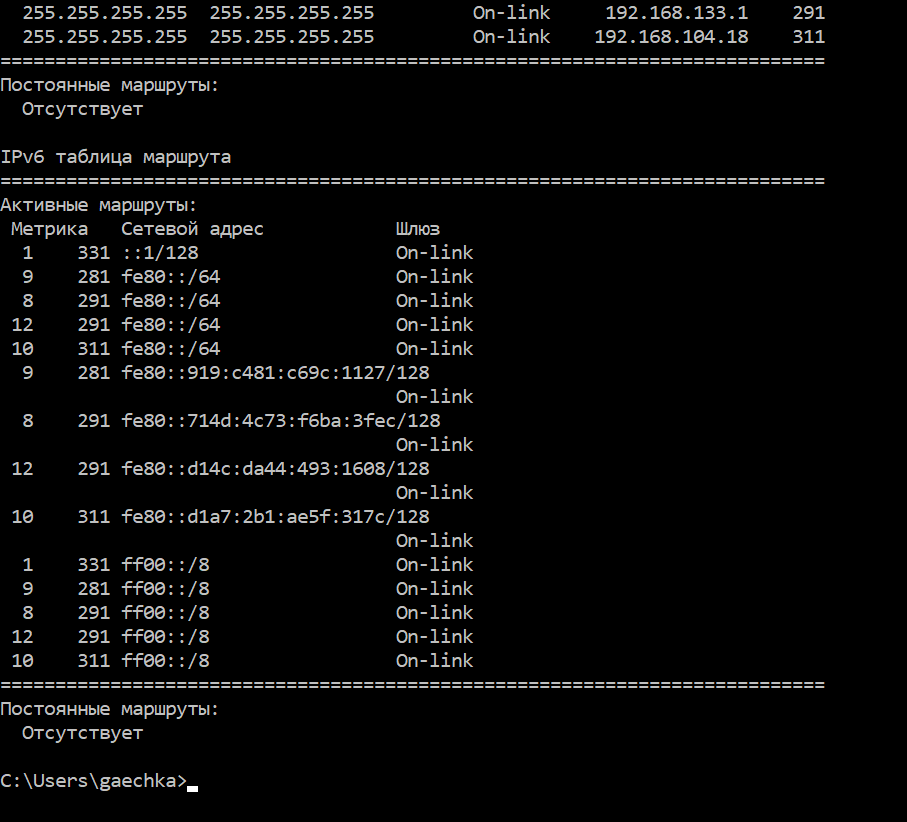 255.255.255.255  255.255.255.255         On-link     192.168.133.1    291
255.255.255.255  255.255.255.255         On-link    192.168.104.18    311
===========================================================================
Постоянные маршруты:
  Отсутствует

IPv6 таблица маршрута
===========================================================================
Активные маршруты:
 Метрика   Сетевой адрес            Шлюз
  1    331 ::1/128                  On-link
  9    281 fe80::/64                On-link
  8    291 fe80::/64                On-link
 12    291 fe80::/64                On-link
 10    311 fe80::/64                On-link
  9    281 fe80::919:c481:c69c:1127/128
                                    On-link
  8    291 fe80::714d:4c73:f6ba:3fec/128
                                    On-link
 12    291 fe80::d14c:da44:493:1608/128
                                    On-link
 10    311 fe80::d1a7:2b1:ae5f:317c/128
                                    On-link
  1    331 ff00::/8                 On-link
  9    281 ff00::/8                 On-link
  8    291 ff00::/8                 On-link
 12    291 ff00::/8                 On-link
 10    311 ff00::/8                 On-link
===========================================================================
Постоянные маршруты:
  Отсутствует

C:\Users\gaechka>